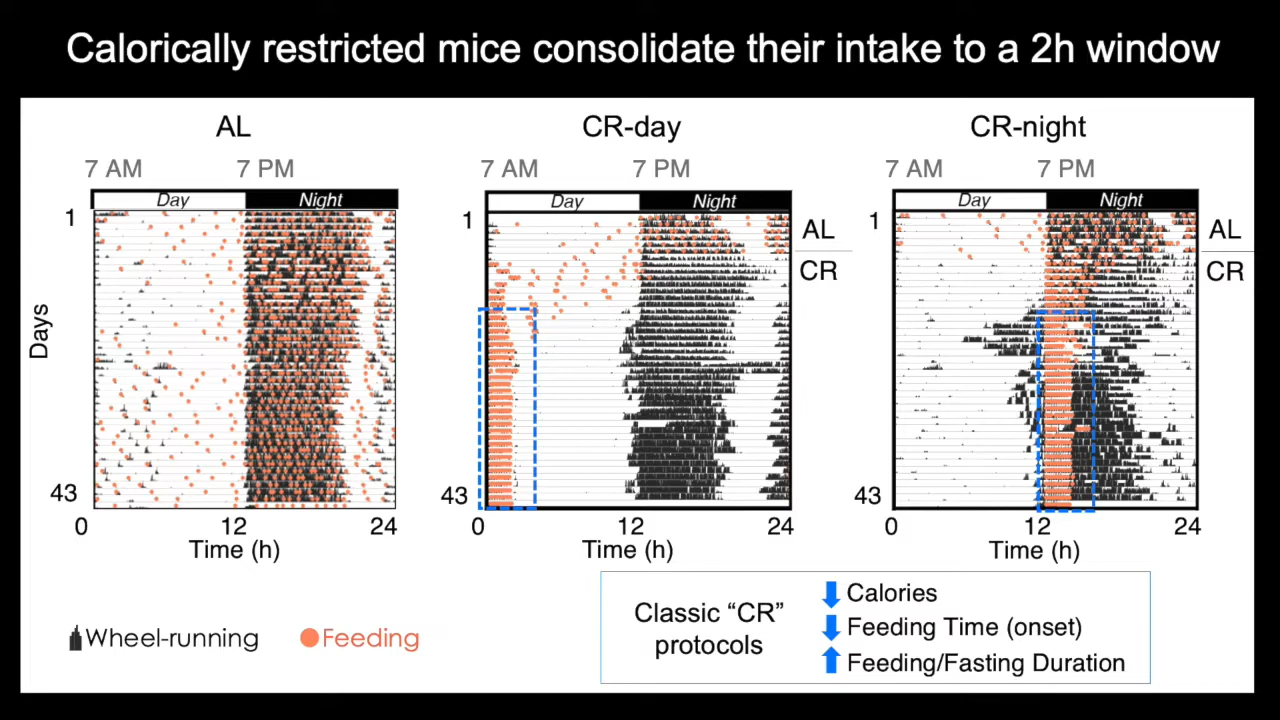 Calorically restricted mice consolidate their intake to a 2h window
AL
7 AM 7 PM
Day Night
1
Days
43
0 12 24
Time (h)
CR-day
7 AM 7 PM
Day Night
1
AL
CR
43
0 12 24
Time (h)
CR-night
7 AM 7 PM
Day Night
1
AL
CR
43
0 12 24
Time (h)
Wheel-running Feeding
Classic “CR”
protocols
Calories
Feeding Time (onset)
Feeding/Fasting Duration